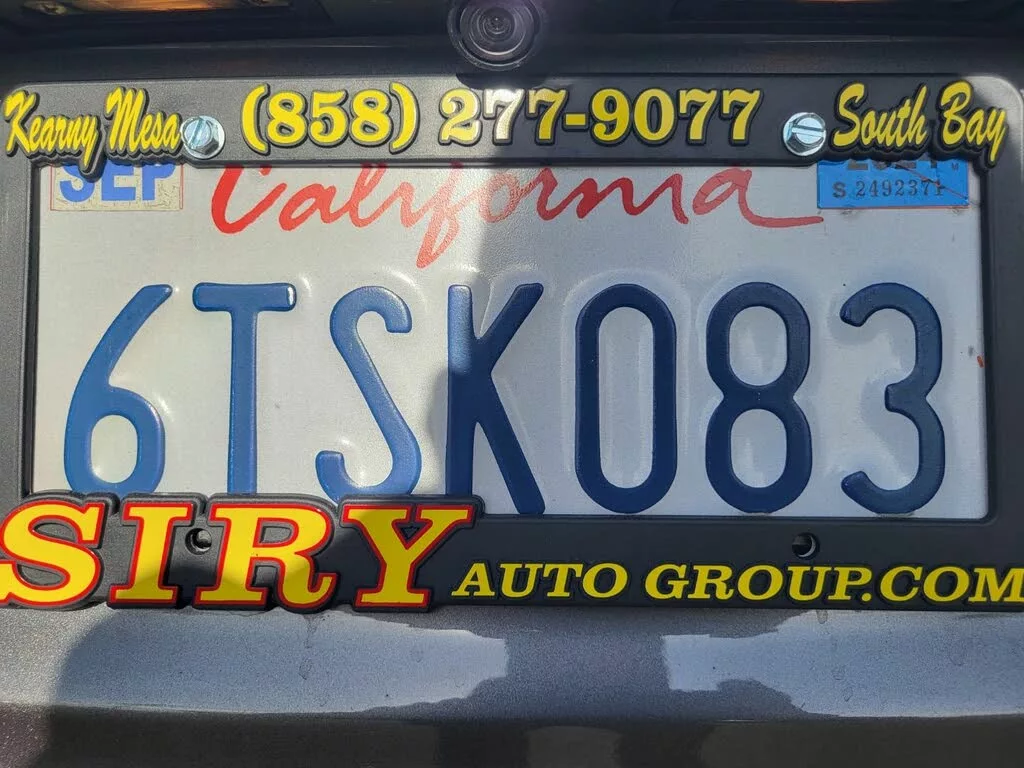 Kearny Mesa (858) 277-9077 South Bay
SEP California
S 2492371
6TSK083
SIRY AUTO GROUP.COM